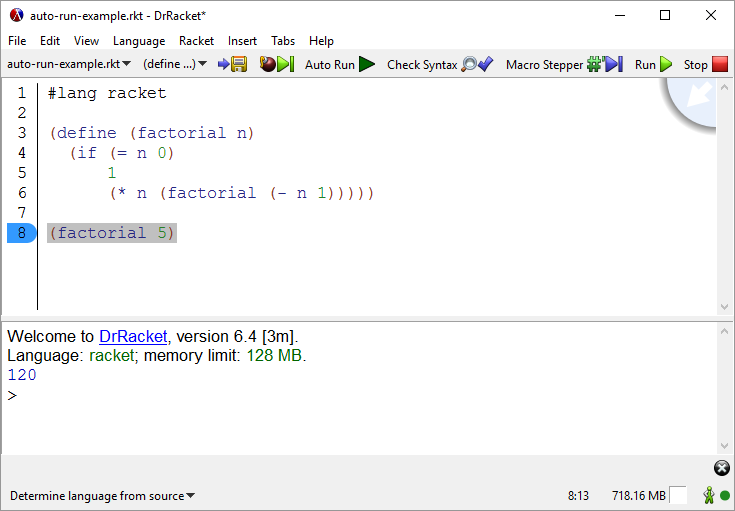 auto-run-example.rkt - DrRacket*
File Edit View Language Racket Insert Tabs Help
auto-run-example.rkt (define ...) Auto Run Check Syntax Macro Stepper #' Run Stop
1 #lang racket
2
3 (define (factorial n)
4   (if (= n 0)
5       1
6       (* n (factorial (- n 1)))))
7
8 (factorial 5)
Welcome to DrRacket, version 6.4 [3m].
Language: racket; memory limit: 128 MB.
120
>
Determine language from source 8:13 718.16 MB